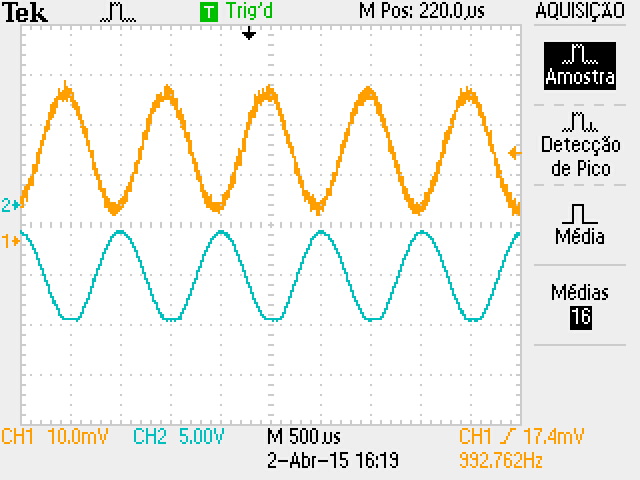 Tek T Trig'd M Pos: 220.0µs AQUISIÇÃO
Amostra
Detecção
de Pico
2
1
Média
Médias
16
CH1 10.0mV CH2 5.00V M 500µs CH1 17.4mV
2-Abr-15 16:19 992.762Hz